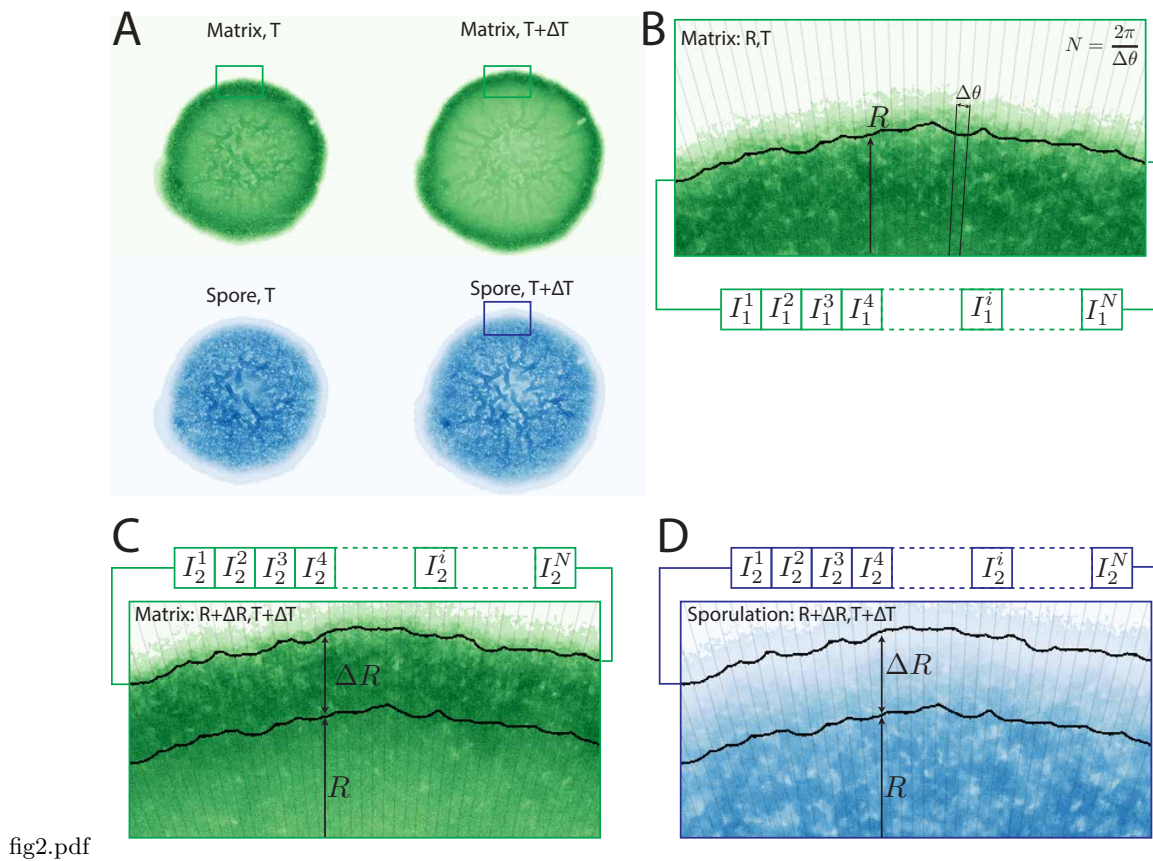 A
Matrix, T
Matrix, T+ΔT
Spore, T
Spore, T+ΔT
B
Matrix: R,T
N = 2π/Δθ
Δθ
R
I_1^1 I_1^2 I_1^3 I_1^4 I_1^i I_1^N
C
I_2^1 I_2^2 I_2^3 I_2^4 I_2^i I_2^N
Matrix: R+ΔR,T+ΔT
ΔR
R
D
I_2^1 I_2^2 I_2^3 I_2^4 I_2^i I_2^N
Sporulation: R+ΔR,T+ΔT
ΔR
R
fig2.pdf